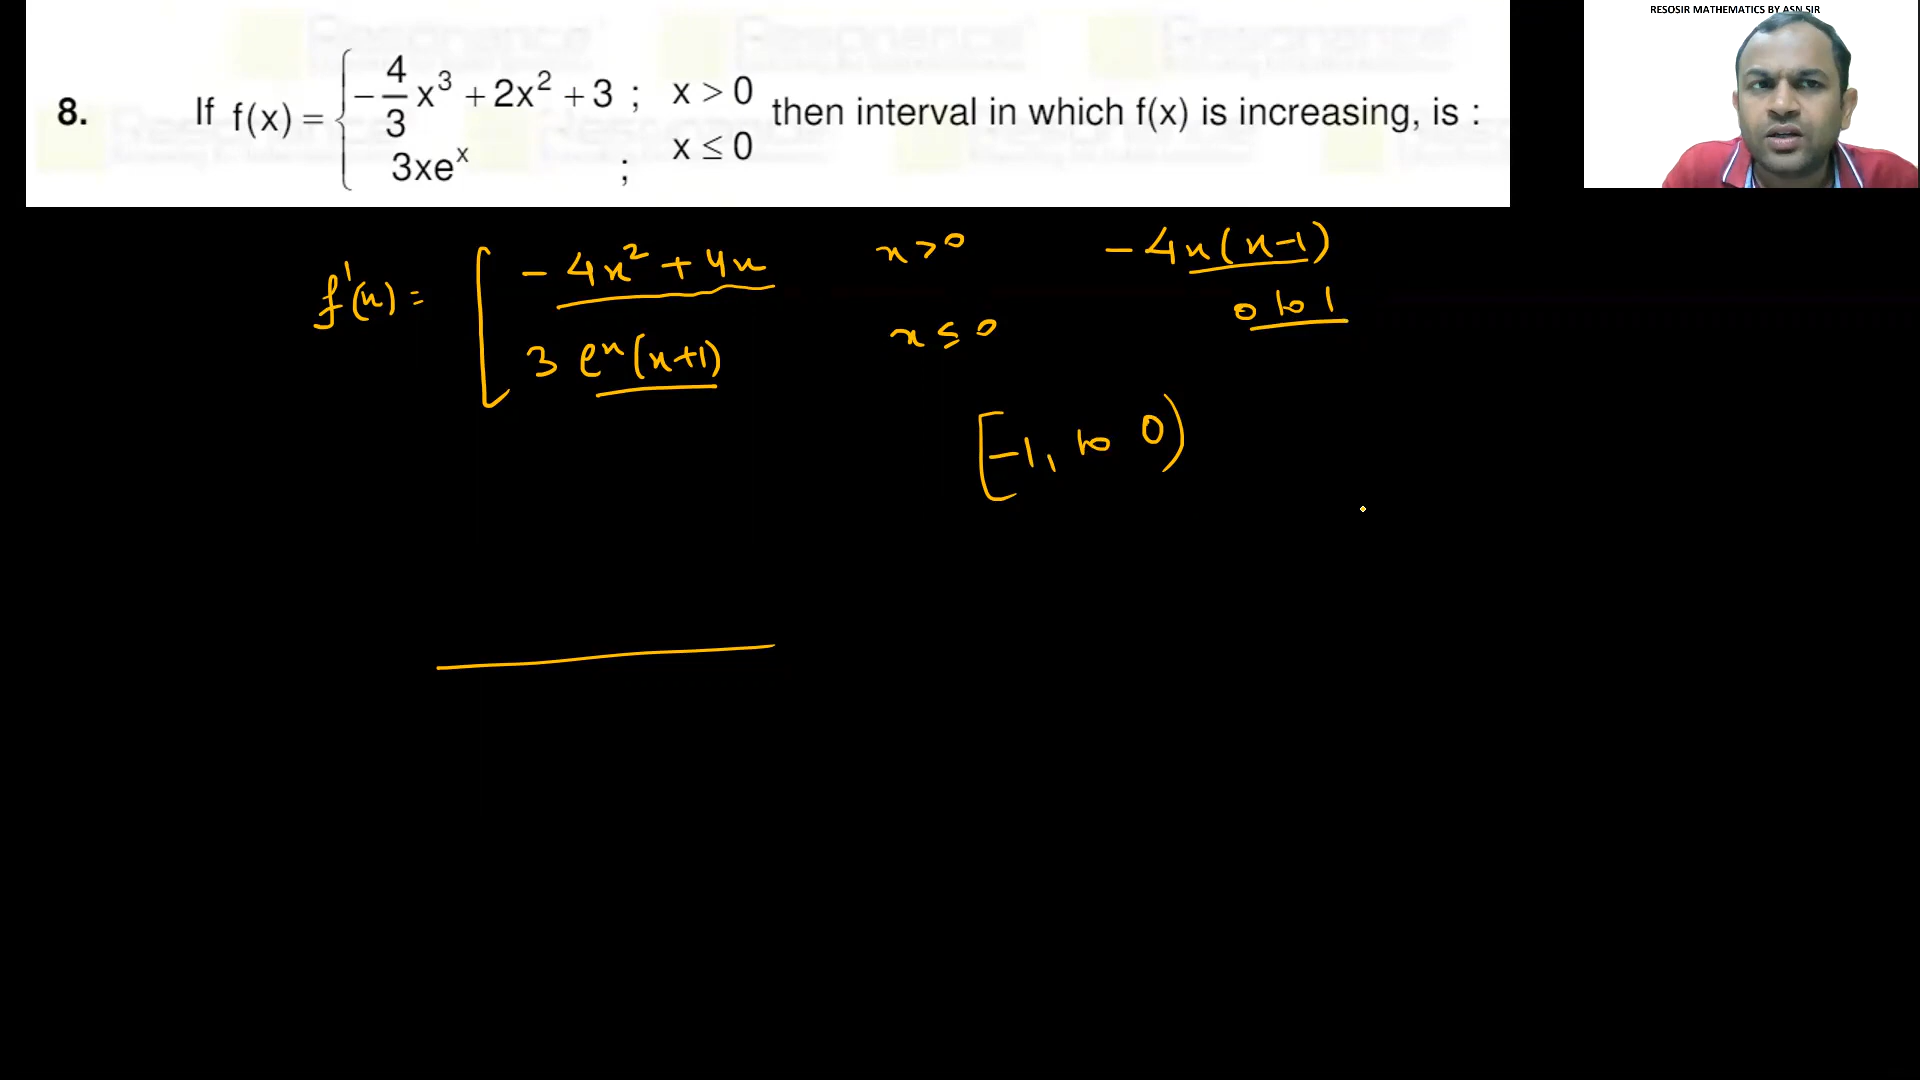 RESOSIR MATHEMATICS BY ASN SIR
8. If f(x) = { -4/3 x³ + 2x² + 3 ; x > 0 then interval in which f(x) is increasing, is :
3xeˣ ; x ≤ 0
f'(x) = [ -4x² + 4x x > 0 -4x(x-1)
0 to 1
3 eˣ(x+1) x ≤ 0
[-1, to 0)